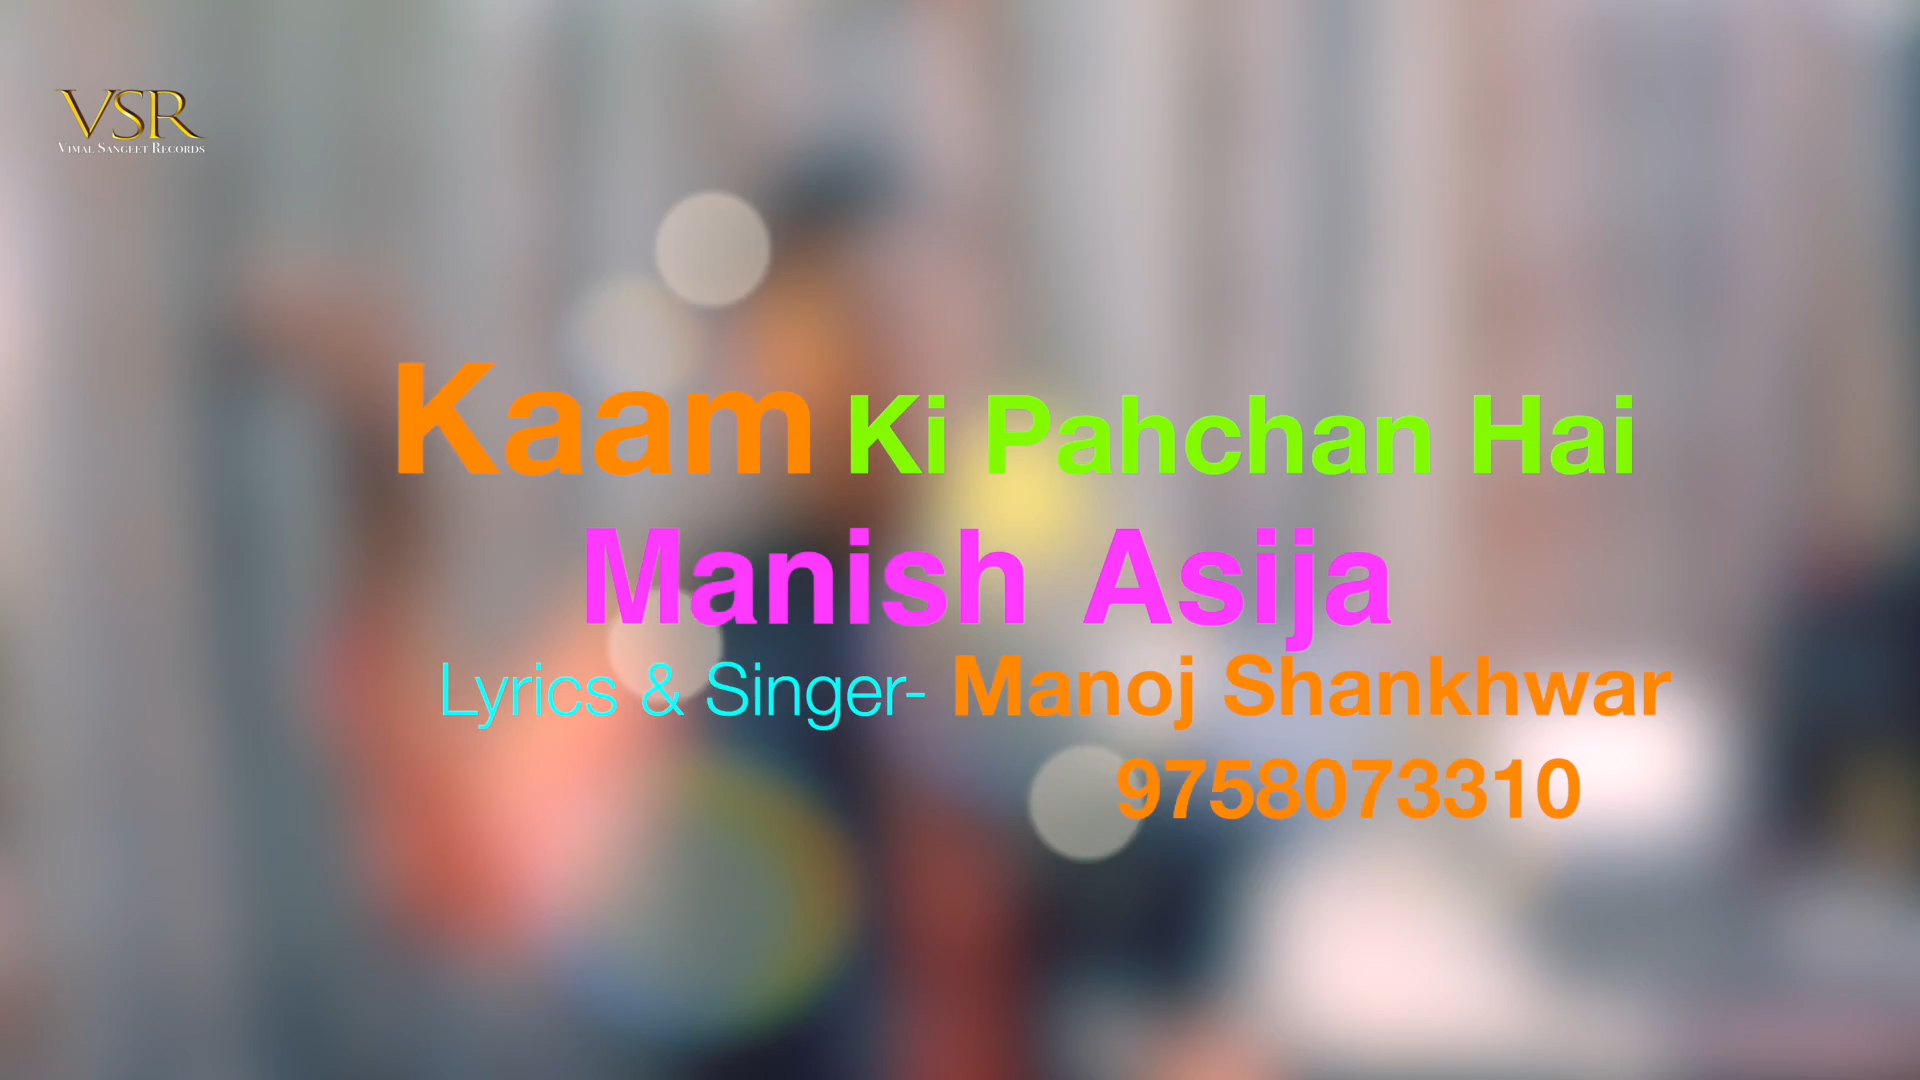 VSR
Vimal Sangeet Records
Kaam Ki Pahchan Hai
Manish Asija
Lyrics & Singer- Manoj Shankhwar
9758073310